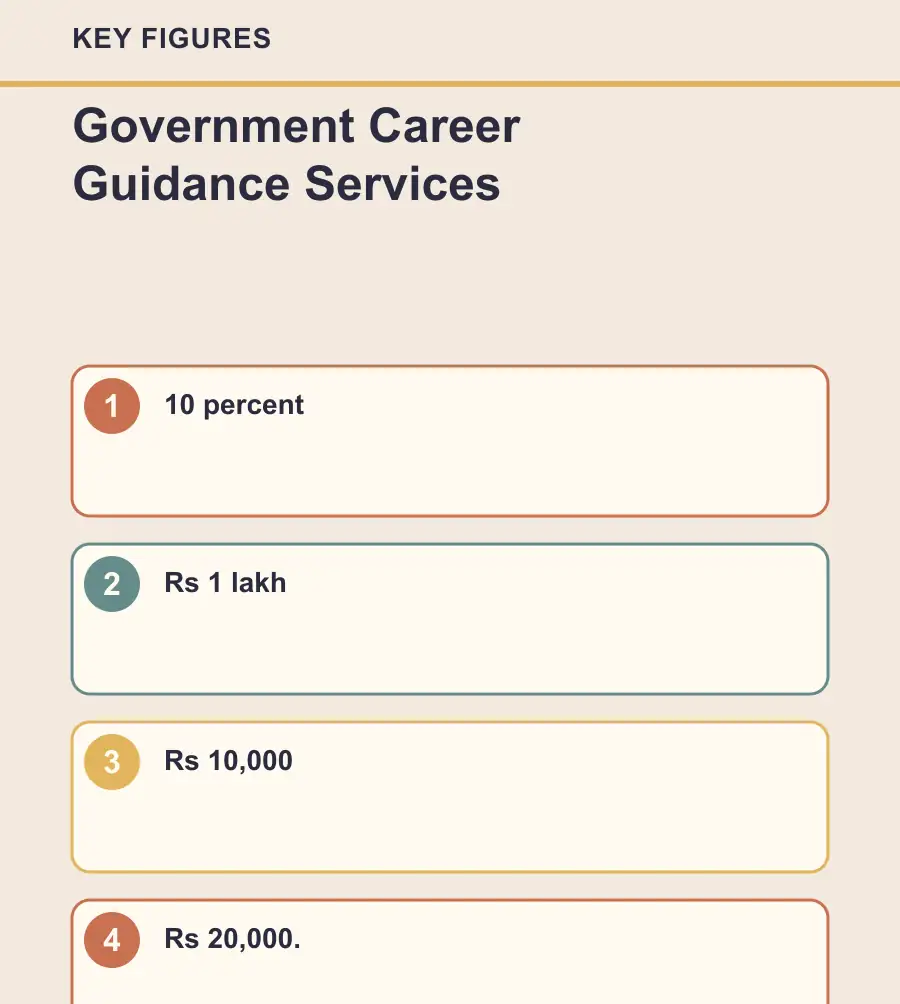 KEY FIGURES
Government Career
Guidance Services
1 10 percent
2 Rs 1 lakh
3 Rs 10,000
4 Rs 20,000.